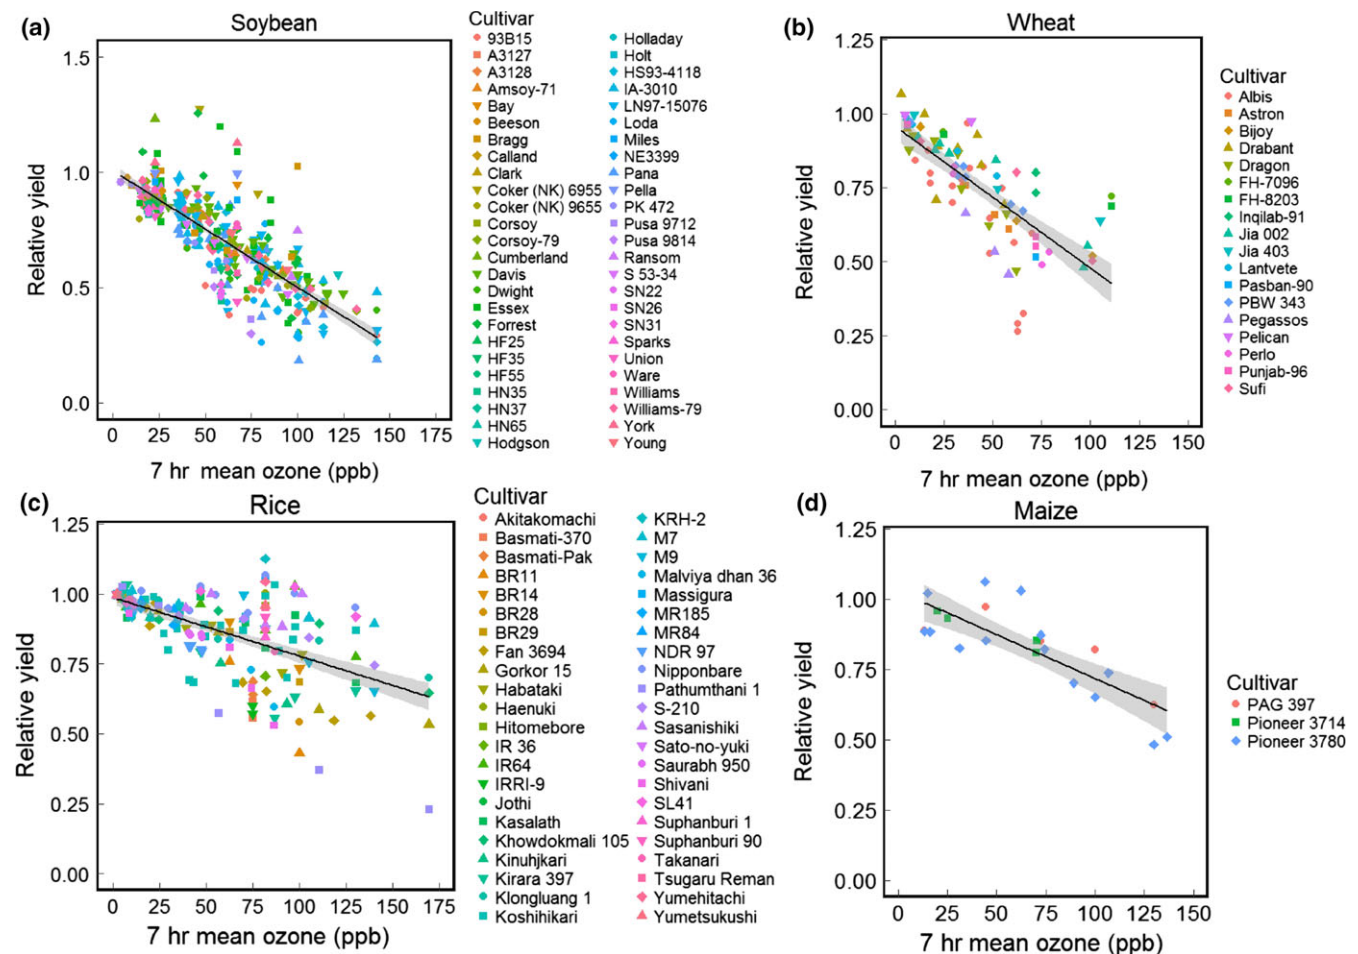 (a)
Soybean
Relative yield
1.5
1.0
0.5
0.0
0 25 50 75 100 125 150 175
7 hr mean ozone (ppb)
Cultivar
93B15
A3127
A3128
Amsoy-71
Bay
Beeson
Bragg
Calland
Clark
Coker (NK) 6955
Coker (NK) 9655
Corsoy
Corsoy-79
Cumberland
Davis
Dwight
Essex
Forrest
HF25
HF35
HF55
HN35
HN37
HN65
Hodgson
Holladay
Holt
HS93-4118
IA-3010
LN97-15076
Loda
Miles
NE3399
Pana
Pella
PK 472
Pusa 9712
Pusa 9814
Ransom
S 53-34
SN22
SN26
SN31
Sparks
Union
Ware
Williams
Williams-79
York
Young
(b)
Wheat
Relative yield
1.25
1.00
0.75
0.50
0.25
0.00
0 25 50 75 100 125 150
7 hr mean ozone (ppb)
Cultivar
Albis
Astron
Bijoy
Drabant
Dragon
FH-7096
FH-8203
Inqilab-91
Jia 002
Jia 403
Lantvete
Pasban-90
PBW 343
Pegassos
Pelican
Perlo
Punjab-96
Sufi
(c)
Rice
Relative yield
1.25
1.00
0.75
0.50
0.25
0.00
0 25 50 75 100 125 150 175
7 hr mean ozone (ppb)
Cultivar
Akitakomachi
Basmati-370
Basmati-Pak
BR11
BR14
BR28
BR29
Fan 3694
Gorkor 15
Habataki
Haenuki
Hitomebore
IR 36
IR64
IRRI-9
Jothi
Kasalath
Khowdokmali 105
Kinuhjkari
Kirara 397
Klongluang 1
Koshihikari
KRH-2
M7
M9
Malviya dhan 36
Massigura
MR185
MR84
NDR 97
Nipponbare
Pathumthani 1
S-210
Sasanishiki
Sato-no-yuki
Saurabh 950
Shivani
SL41
Suphanburi 1
Suphanburi 90
Takanari
Tsugaru Reman
Yumehitachi
Yumetsukushi
(d)
Maize
Relative yield
1.25
1.00
0.75
0.50
0.25
0.00
0 25 50 75 100 125 150
7 hr mean ozone (ppb)
Cultivar
PAG 397
Pioneer 3714
Pioneer 3780